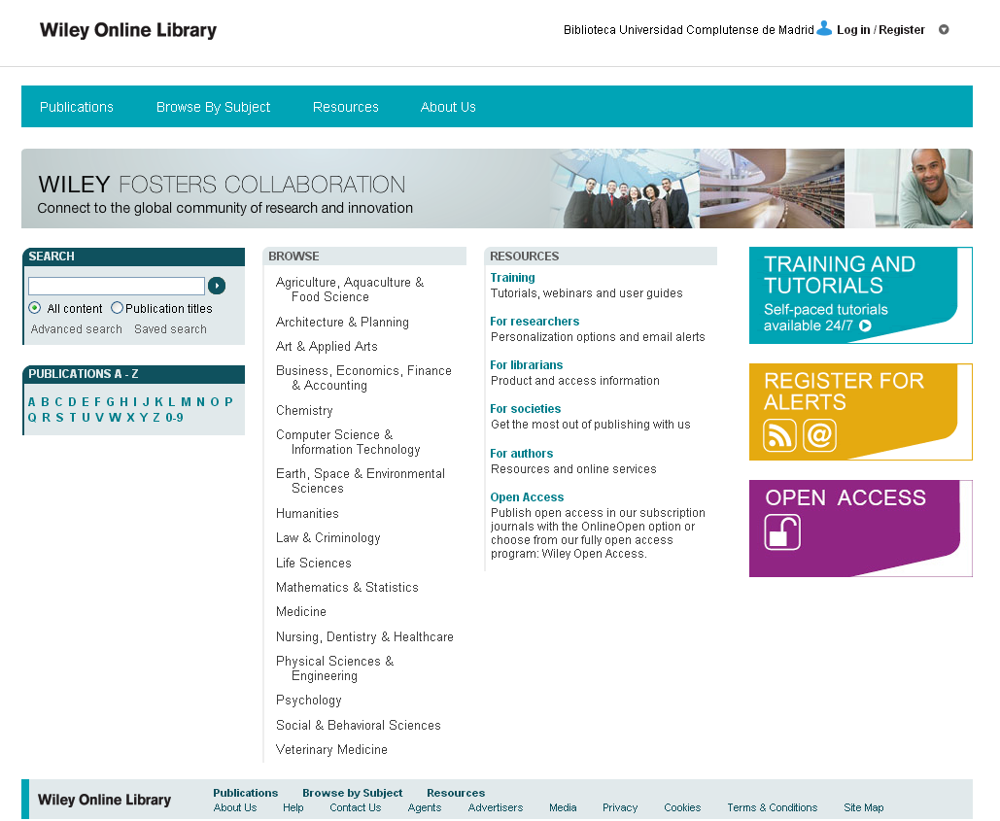 Wiley Online Library
Biblioteca Universidad Complutense de Madrid Log in / Register
Publications Browse By Subject Resources About Us
WILEY FOSTERS COLLABORATION
Connect to the global community of research and innovation
SEARCH
All content Publication titles
Advanced search Saved search
PUBLICATIONS A - Z
A B C D E F G H I J K L M N O P
Q R S T U V W X Y Z 0-9
BROWSE
Agriculture, Aquaculture &
Food Science
Architecture & Planning
Art & Applied Arts
Business, Economics, Finance
& Accounting
Chemistry
Computer Science &
Information Technology
Earth, Space & Environmental
Sciences
Humanities
Law & Criminology
Life Sciences
Mathematics & Statistics
Medicine
Nursing, Dentistry & Healthcare
Physical Sciences &
Engineering
Psychology
Social & Behavioral Sciences
Veterinary Medicine
RESOURCES
Training
Tutorials, webinars and user guides
For researchers
Personalization options and email alerts
For librarians
Product and access information
For societies
Get the most out of publishing with us
For authors
Resources and online services
Open Access
Publish open access in our subscription
journals with the OnlineOpen option or
choose from our fully open access
program: Wiley Open Access.
TRAINING AND
TUTORIALS
Self-paced tutorials
available 24/7
REGISTER FOR
ALERTS
@
OPEN ACCESS
Wiley Online Library
Publications Browse by Subject Resources
About Us Help Contact Us Agents Advertisers Media Privacy Cookies Terms & Conditions Site Map